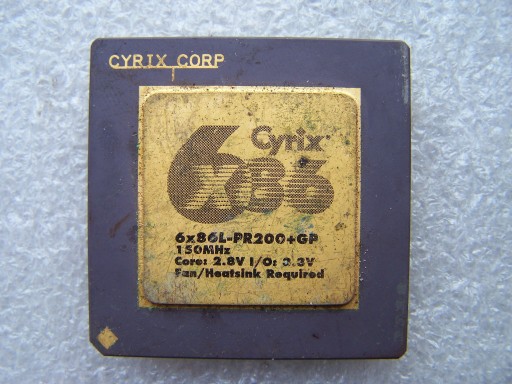 CYRIX CORP
Cyrix
6x86
6x86L-PR200+GP
150MHz
Core: 2.8V I/O: 3.3V
Fan/Heatsink Required